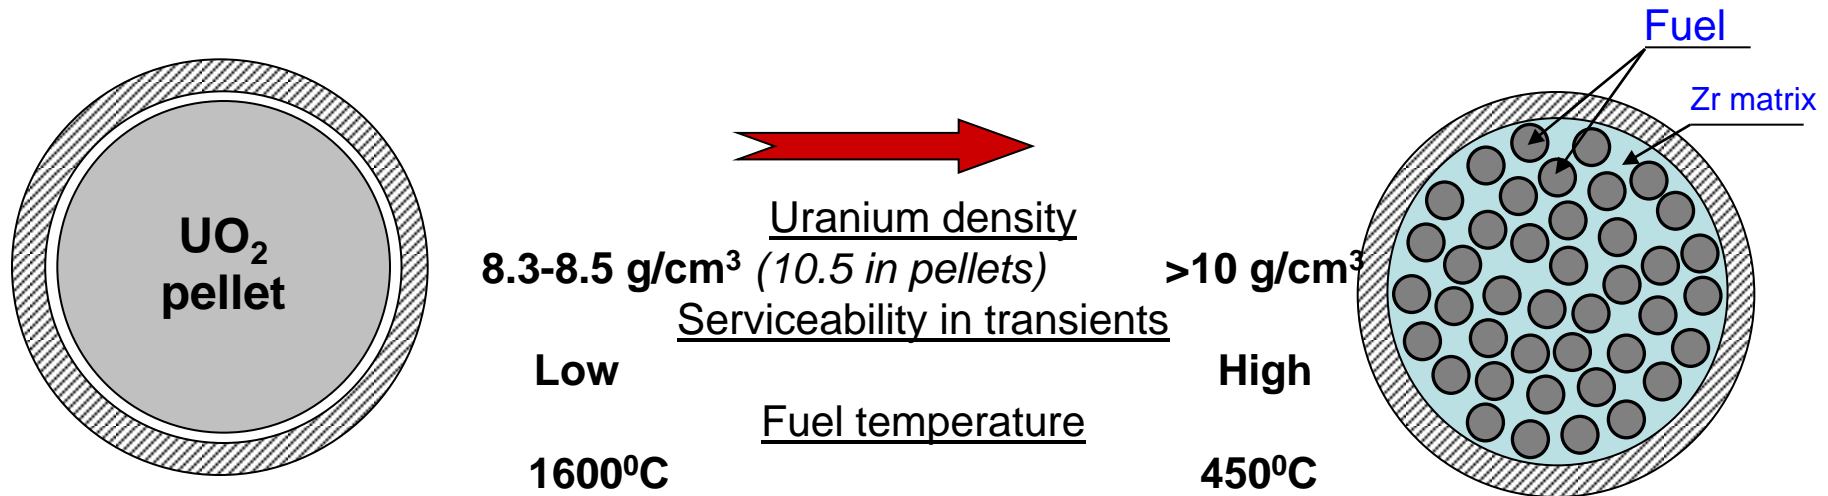 Fuel
Zr matrix
UO₂
pellet
Uranium density
8.3-8.5 g/cm³ (10.5 in pellets) >10 g/cm³
Serviceability in transients
Low High
Fuel temperature
1600⁰C 450⁰C